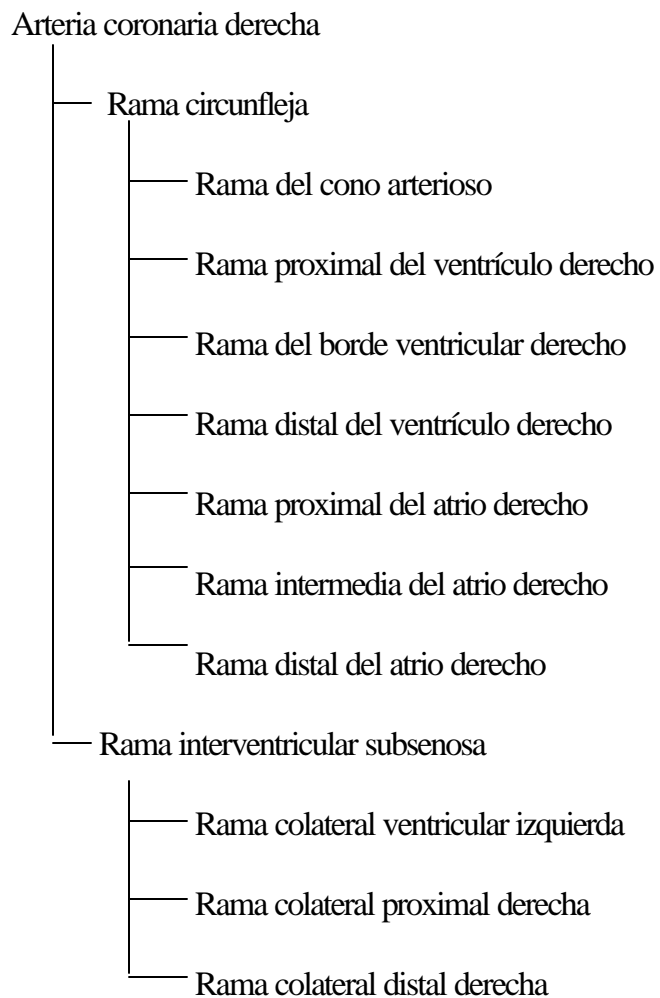 Arteria coronaria derecha
Rama circunfleja
Rama del cono arterioso
Rama proximal del ventrículo derecho
Rama del borde ventricular derecho
Rama distal del ventrículo derecho
Rama proximal del atrio derecho
Rama intermedia del atrio derecho
Rama distal del atrio derecho
Rama interventricular subsenosa
Rama colateral ventricular izquierda
Rama colateral proximal derecha
Rama colateral distal derecha